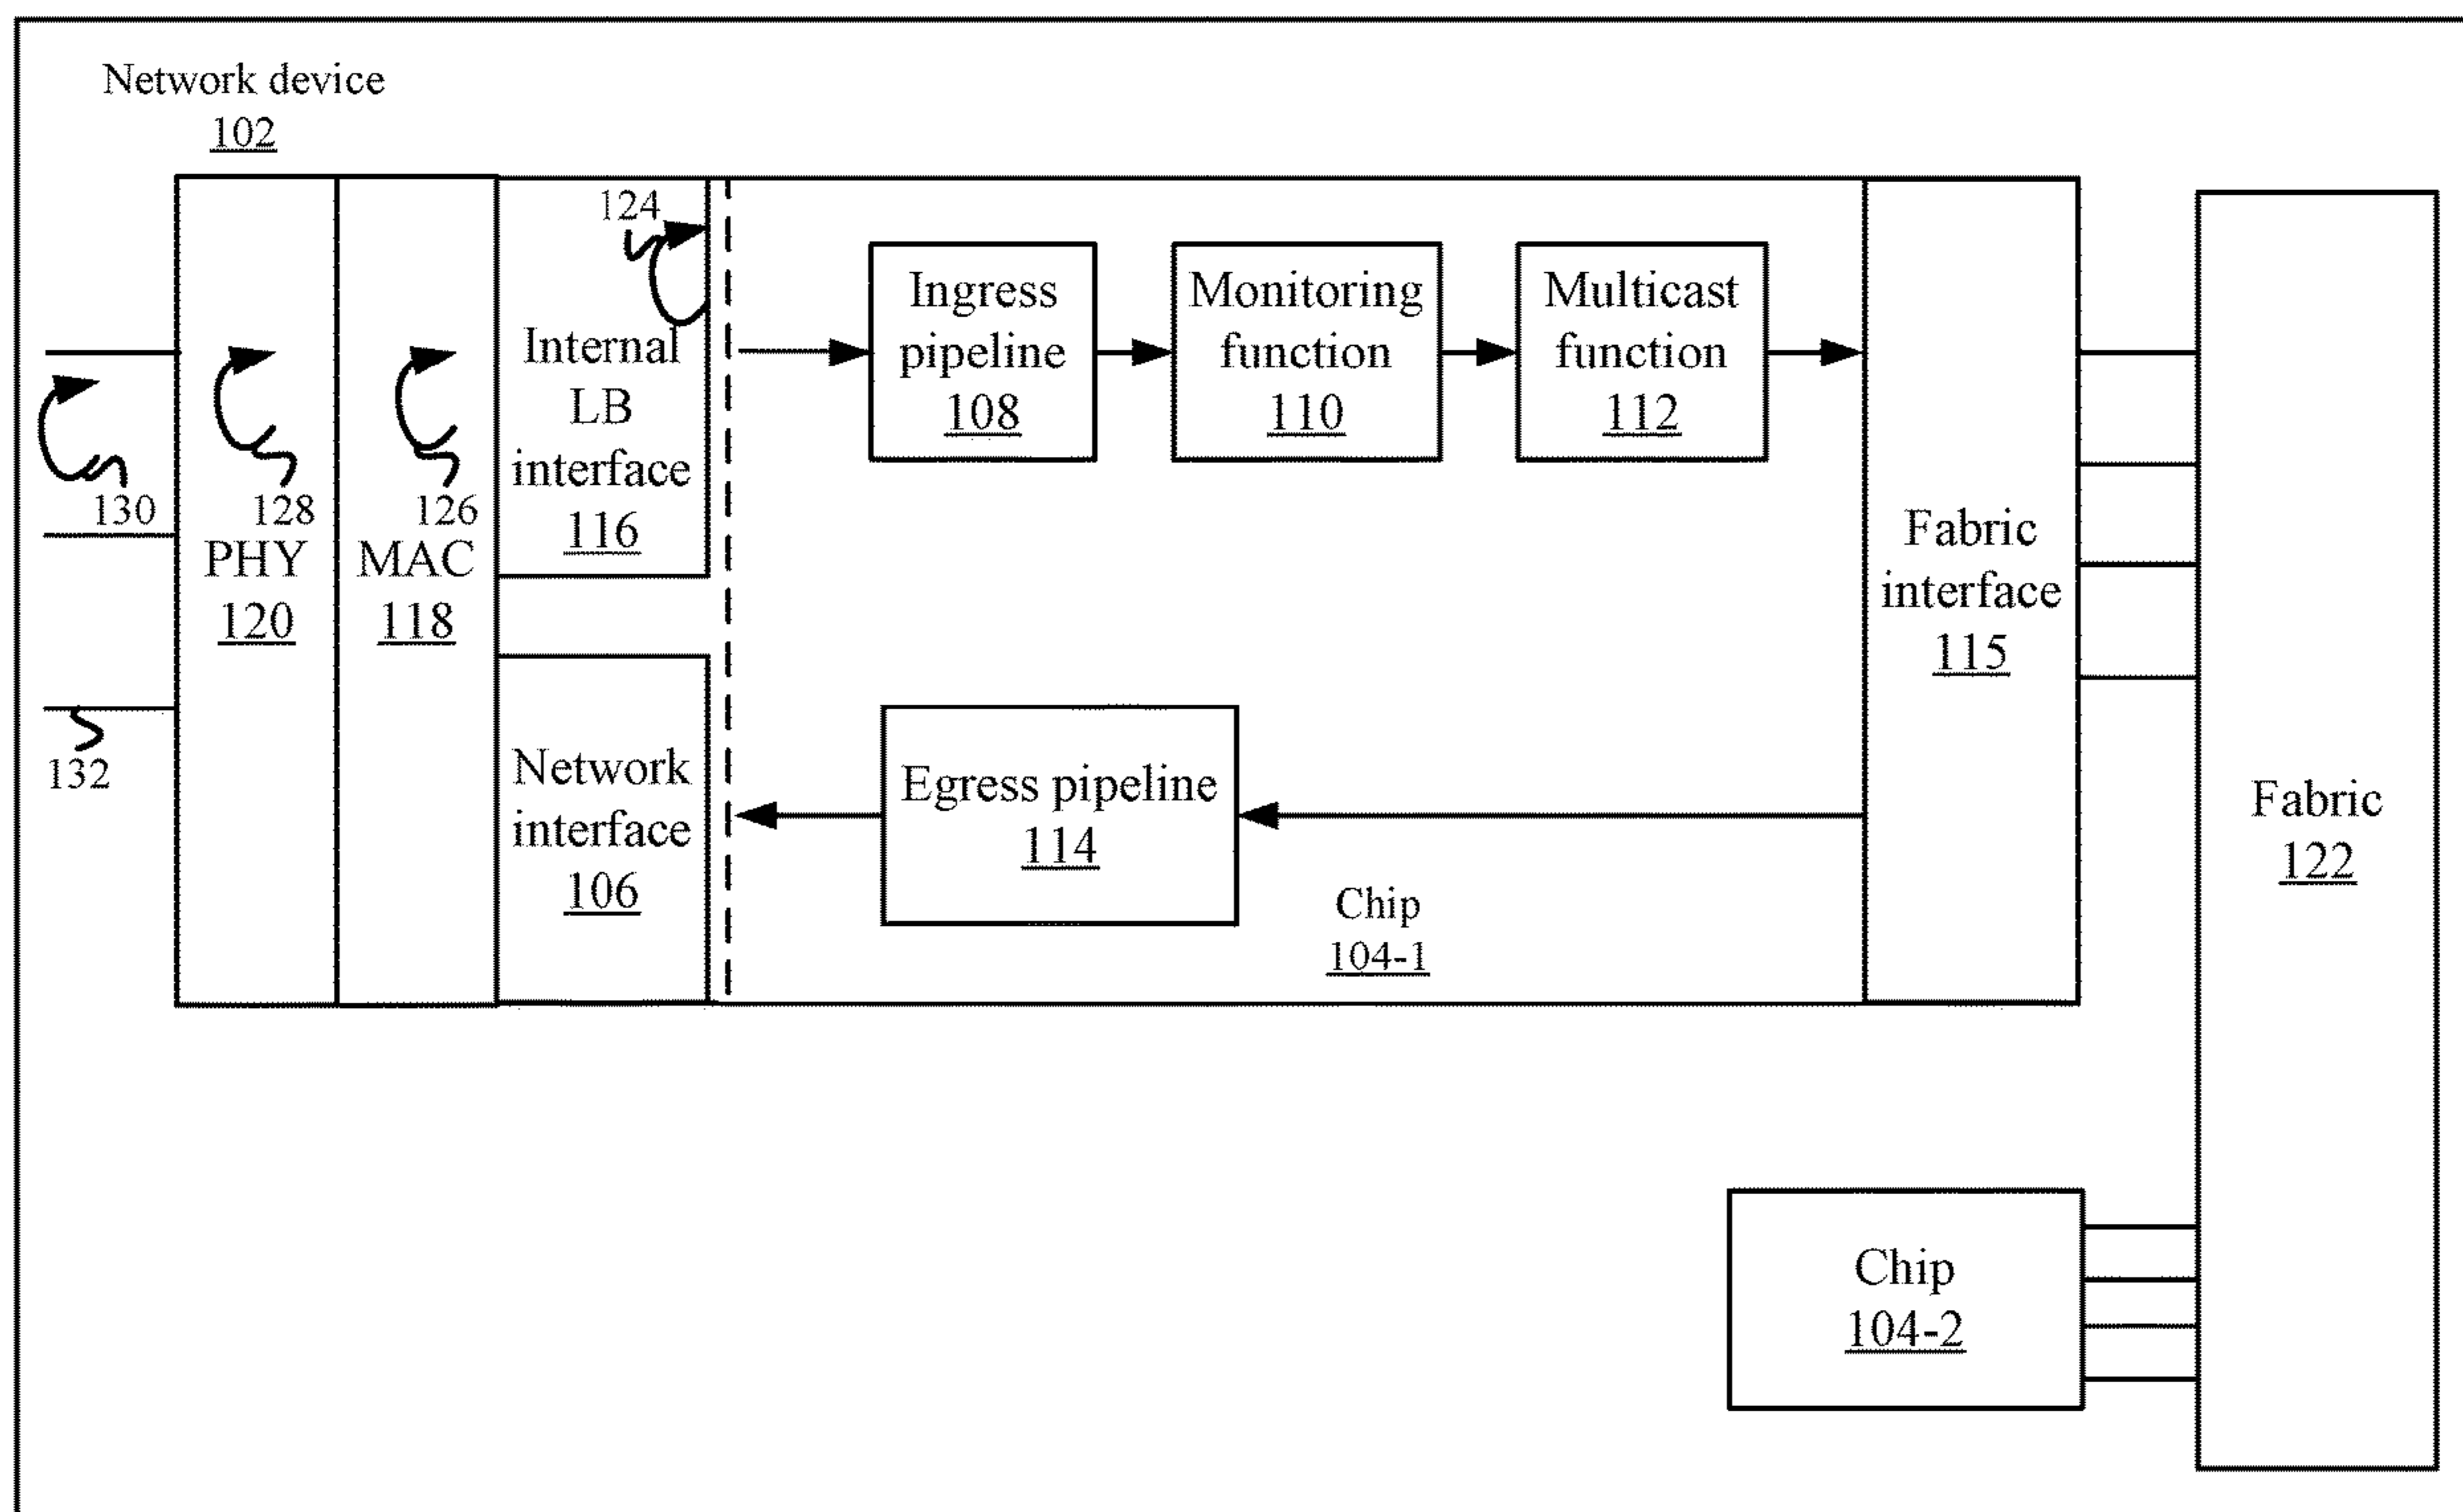 Network device
102
124
Internal
LB
interface
116
Ingress
pipeline
108
Monitoring
function
110
Multicast
function
112
130
128
126
PHY
120
MAC
118
Fabric
interface
115
132
Network
interface
106
Egress pipeline
114
Chip
104-1
Fabric
122
Chip
104-2